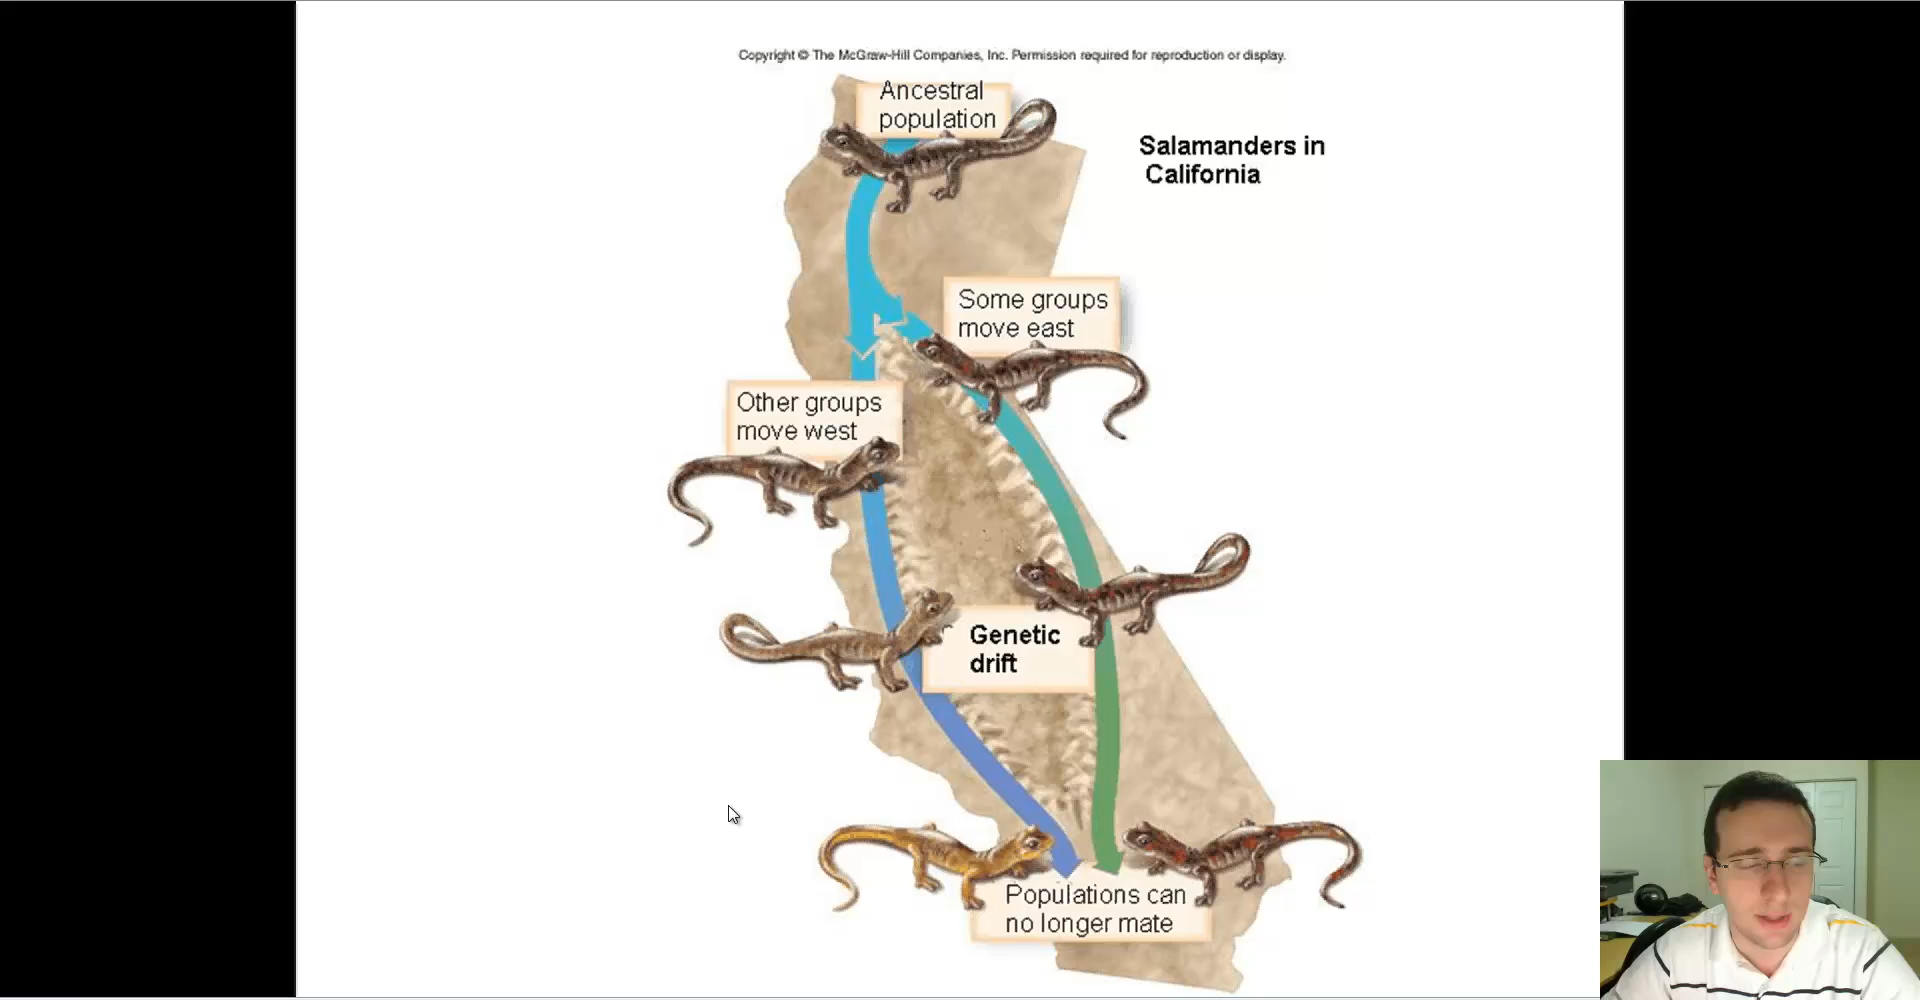 Copyright © The McGraw-Hill Companies, Inc. Permission required for reproduction or display.
Ancestral
population
Salamanders in
California
Some groups
move east
Other groups
move west
Genetic
drift
Populations can
no longer mate